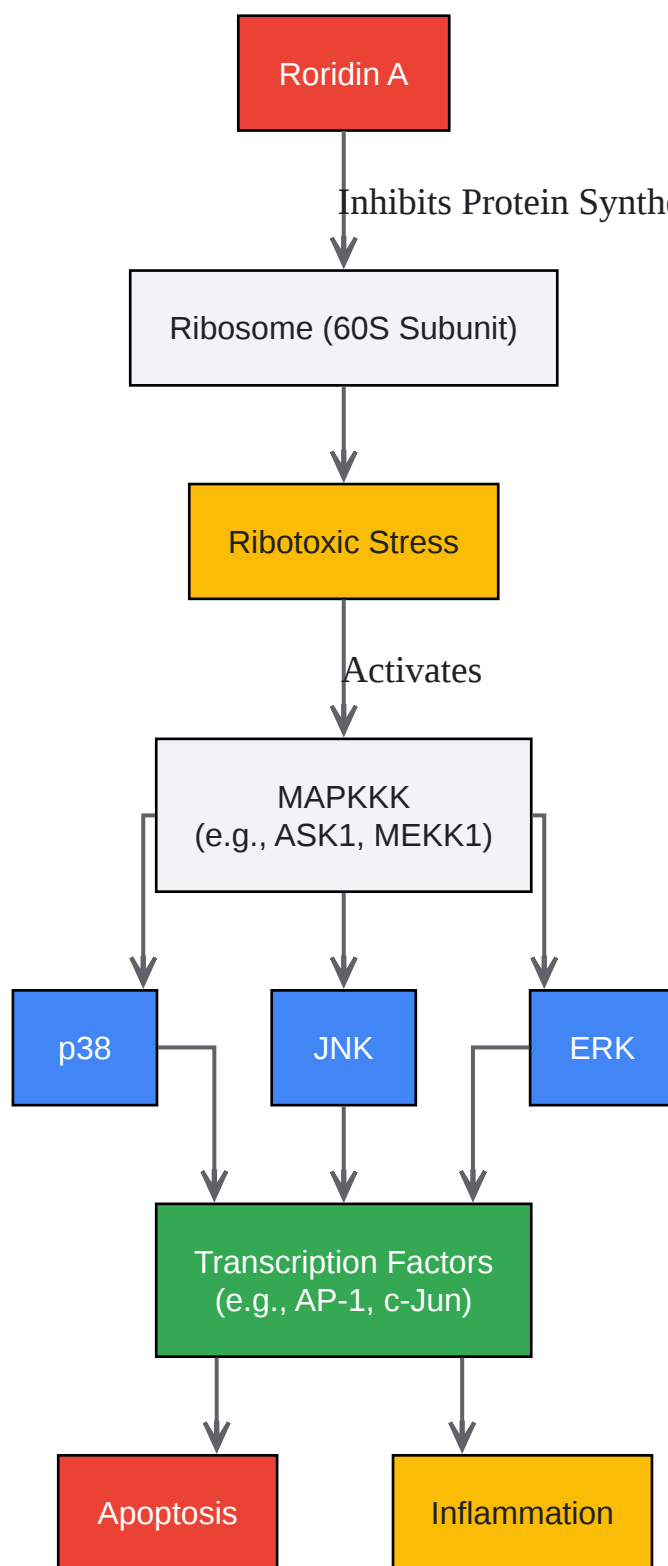 Roridin A
Inhibits Protein Synthe
Ribosome (60S Subunit)
Ribotoxic Stress
Activates
MAPKKK
(e.g., ASK1, MEKK1)
p38
JNK
ERK
Transcription Factors
(e.g., AP-1, c-Jun)
Apoptosis
Inflammation